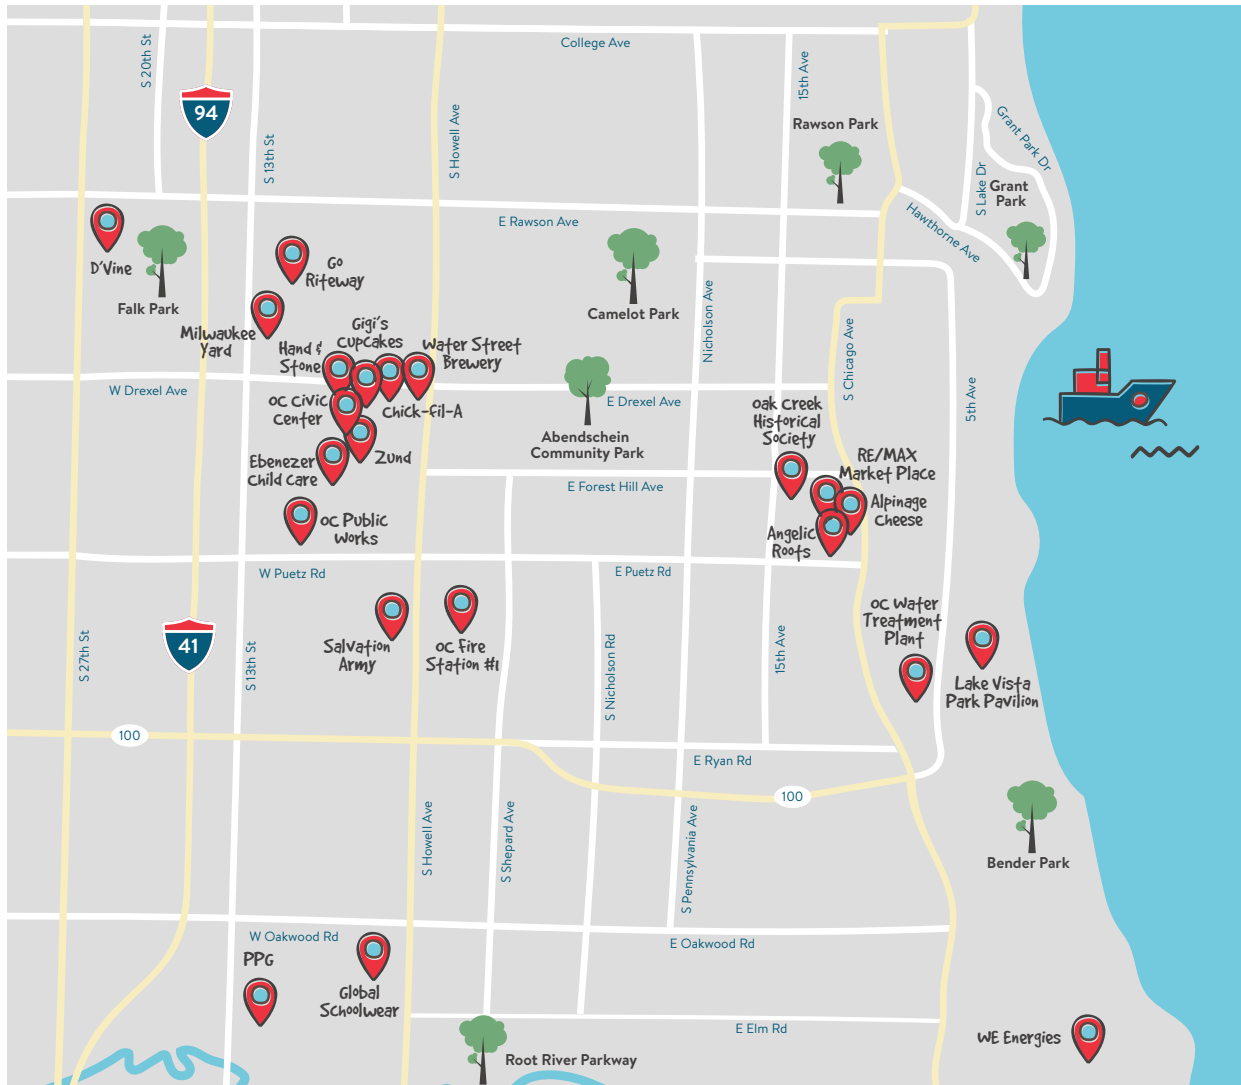 College Ave
S 20th St
94
S 13th St
S Howell Ave
15th Ave
Rawson Park
Grant Park Dr
S Lake Dr
Grant
Park
Hawthorne Ave
E Rawson Ave
D'Vine
Falk Park
Go
Riteway
Milwaukee
Yard
Camelot Park
Nicholson Ave
S Chicago Ave
5th Ave
Gigi's
Cupcakes
Hand &
Stone
Water Street
Brewery
W Drexel Ave
E Drexel Ave
OC Civic
Center
Chick-fil-A
Oak Creek
Historical
Society
Abendschein
Community Park
Zund
Ebenezer
Child Care
RE/MAX
Market Place
E Forest Hill Ave
Alpinage
Cheese
OC Public
Works
Angelic
Roots
W Puetz Rd
E Puetz Rd
OC Water
Treatment
Plant
S 27th St
41
S 13th St
Salvation
Army
OC Fire
Station #1
S Nicholson Rd
15th Ave
Lake Vista
Park Pavilion
100
E Ryan Rd
100
S Howell Ave
S Shepard Ave
S Pennsylvania Ave
Bender Park
W Oakwood Rd
E Oakwood Rd
PPG
Global
Schoolwear
E Elm Rd
WE Energies
Root River Parkway